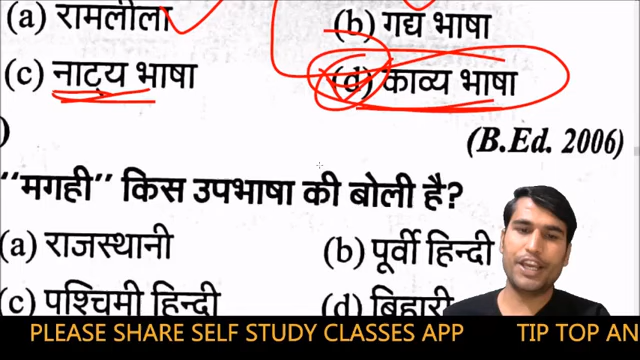 (a) रामलीला (b) गद्य भाषा
(c) नाट्य भाषा (d) काव्य भाषा
)
(B.Ed. 2006)
"मगही" किस उपभाषा की बोली है?
(a) राजस्थानी (b) पूर्वी हिन्दी
(c) पश्चिमी हिन्दी (d) बिहारी
PLEASE SHARE SELF STUDY CLASSES APP TIP TOP AN